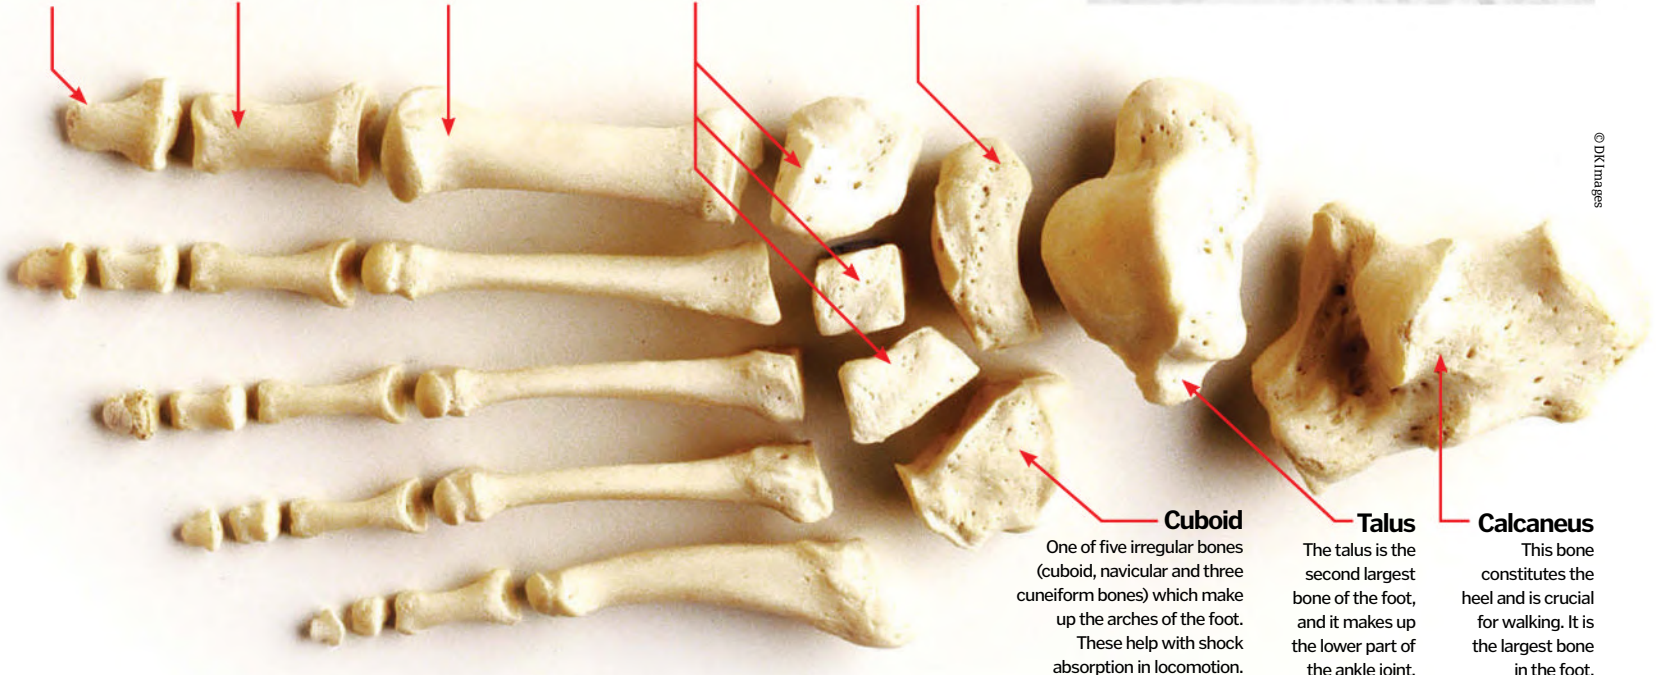 © DK Images
Cuboid
One of five irregular bones
(cuboid, navicular and three
cuneiform bones) which make
up the arches of the foot.
These help with shock
absorption in locomotion.
Talus
The talus is the
second largest
bone of the foot,
and it makes up
the lower part of
the ankle joint.
Calcaneus
This bone
constitutes the
heel and is crucial
for walking. It is
the largest bone
in the foot.